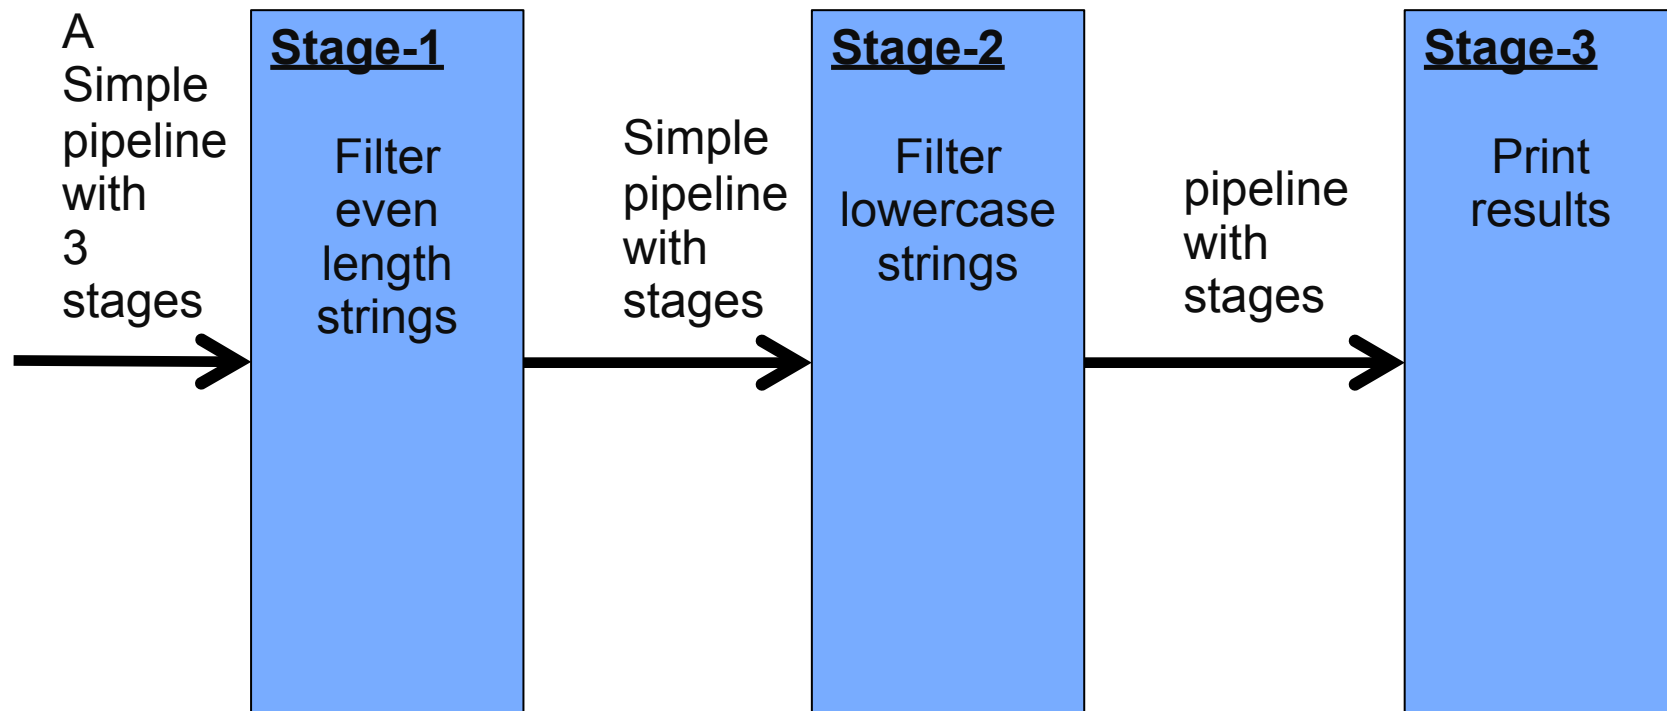 A
Simple
pipeline
with
3
stages
Stage-1
Filter
even
length
strings
Simple
pipeline
with
stages
Stage-2
Filter
lowercase
strings
pipeline
with
stages
Stage-3
Print
results